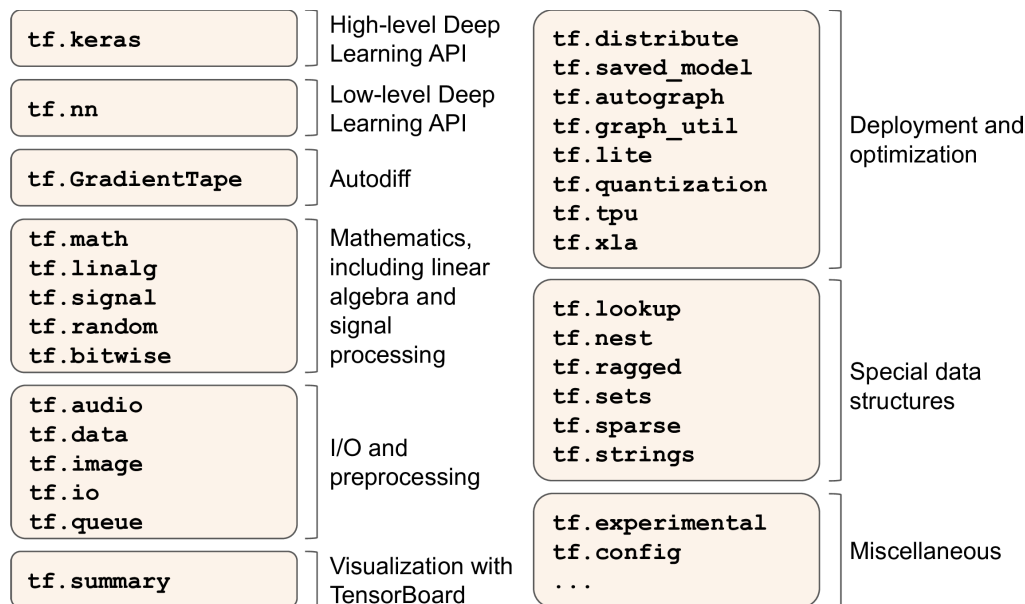 tf.keras
High-level Deep
Learning API
tf.nn
Low-level Deep
Learning API
tf.GradientTape
Autodiff
tf.math
tf.linalg
tf.signal
tf.random
tf.bitwise
Mathematics,
including linear
algebra and
signal
processing
tf.audio
tf.data
tf.image
tf.io
tf.queue
I/O and
preprocessing
tf.summary
Visualization with
TensorBoard
tf.distribute
tf.saved_model
tf.autograph
tf.graph_util
tf.lite
tf.quantization
tf.tpu
tf.xla
Deployment and
optimization
tf.lookup
tf.nest
tf.ragged
tf.sets
tf.sparse
tf.strings
Special data
structures
tf.experimental
tf.config
...
Miscellaneous